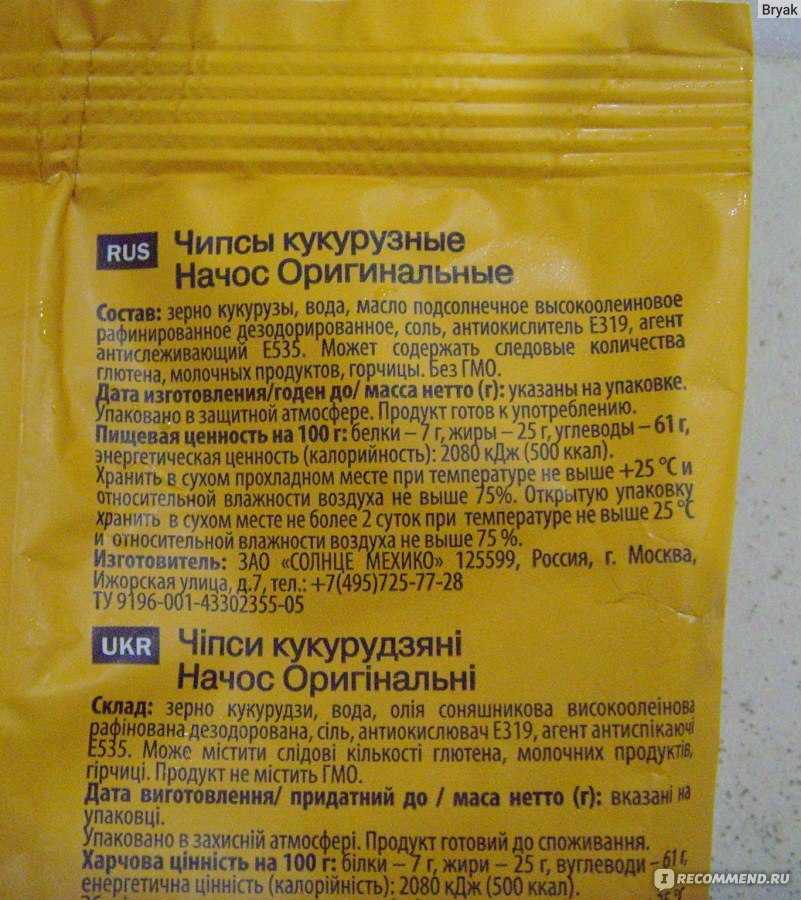 Bryak
RUS Чипсы кукурузные
Начос Оригинальные
Состав: зерно кукурузы, вода, масло подсолнечное высокоолеиновое
рафинированное дезодорированное, соль, антиокислитель Е319, агент
антислеживающий Е535. Может содержать следовые количества
глютена, молочных продуктов, горчицы. Без ГМО.
Дата изготовления/годен до/ масса нетто (г): указаны на упаковке.
Упаковано в защитной атмосфере. Продукт готов к употреблению.
Пищевая ценность на 100 г: белки – 7 г, жиры – 25 г, углеводы – 61 г,
энергетическая ценность (калорийность): 2080 кДж (500 ккал).
Хранить в сухом прохладном месте при температуре не выше +25 °С и
относительной влажности воздуха не выше 75%. Открытую упаковку
хранить в сухом месте не более 2 суток при температуре не выше 25 °С
и относительной влажности воздуха не выше 75 %.
Изготовитель: ЗАО «СОЛНЦЕ МЕХИКО» 125599, Россия, г. Москва,
Ижорская улица, д.7, тел.: +7(495)725-77-28
ТУ 9196-001-43302355-05
UKR Чіпси кукурудзяні
Начос Оригінальні
Склад: зерно кукурудзи, вода, олія соняшникова високоолеінова
рафінована дезодорована, сіль, антиокислювач Е319, агент антиспікаючі
Е535. Може містити слідові кількості глютена, молочних продуктів,
гірчиці. Продукт не містить ГМО.
Дата виготовлення/ придатний до / маса нетто (г): вказані на
упаковці.
Упаковано в захисній атмосфері. Продукт готовий до споживання.
Харчова цінність на 100 г: білки – 7 г, жири – 25 г, вуглеводи – 61 г,
енергетична цінність (калорійність): 2080 кДж (500 ккал).
IRECOMMEND.RU